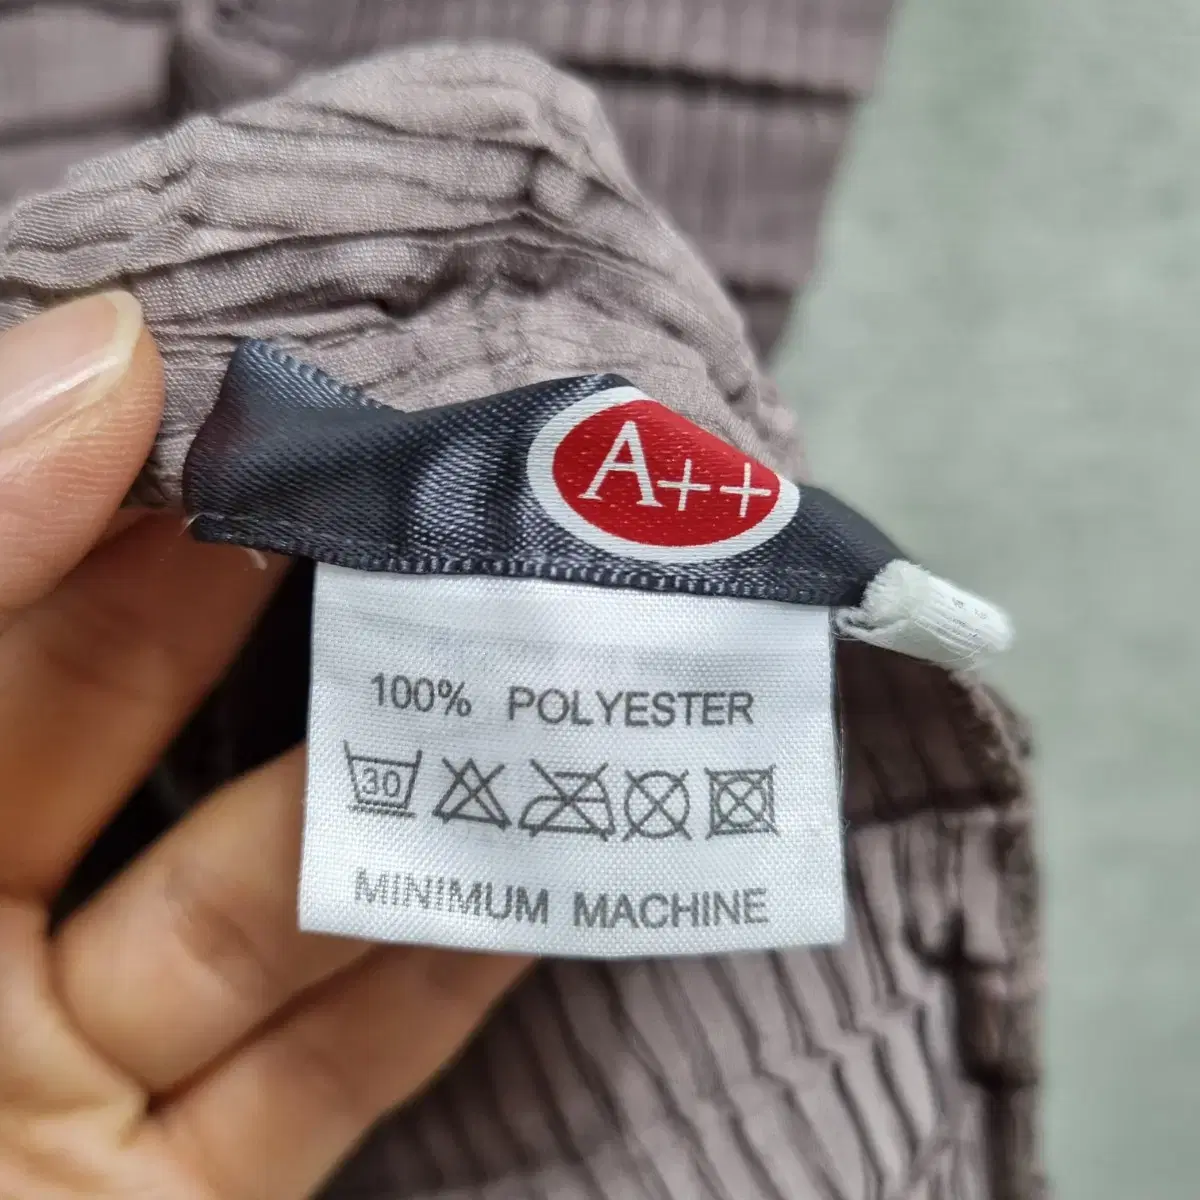 A++
100% POLYESTER
30
MINIMUM MACHINE